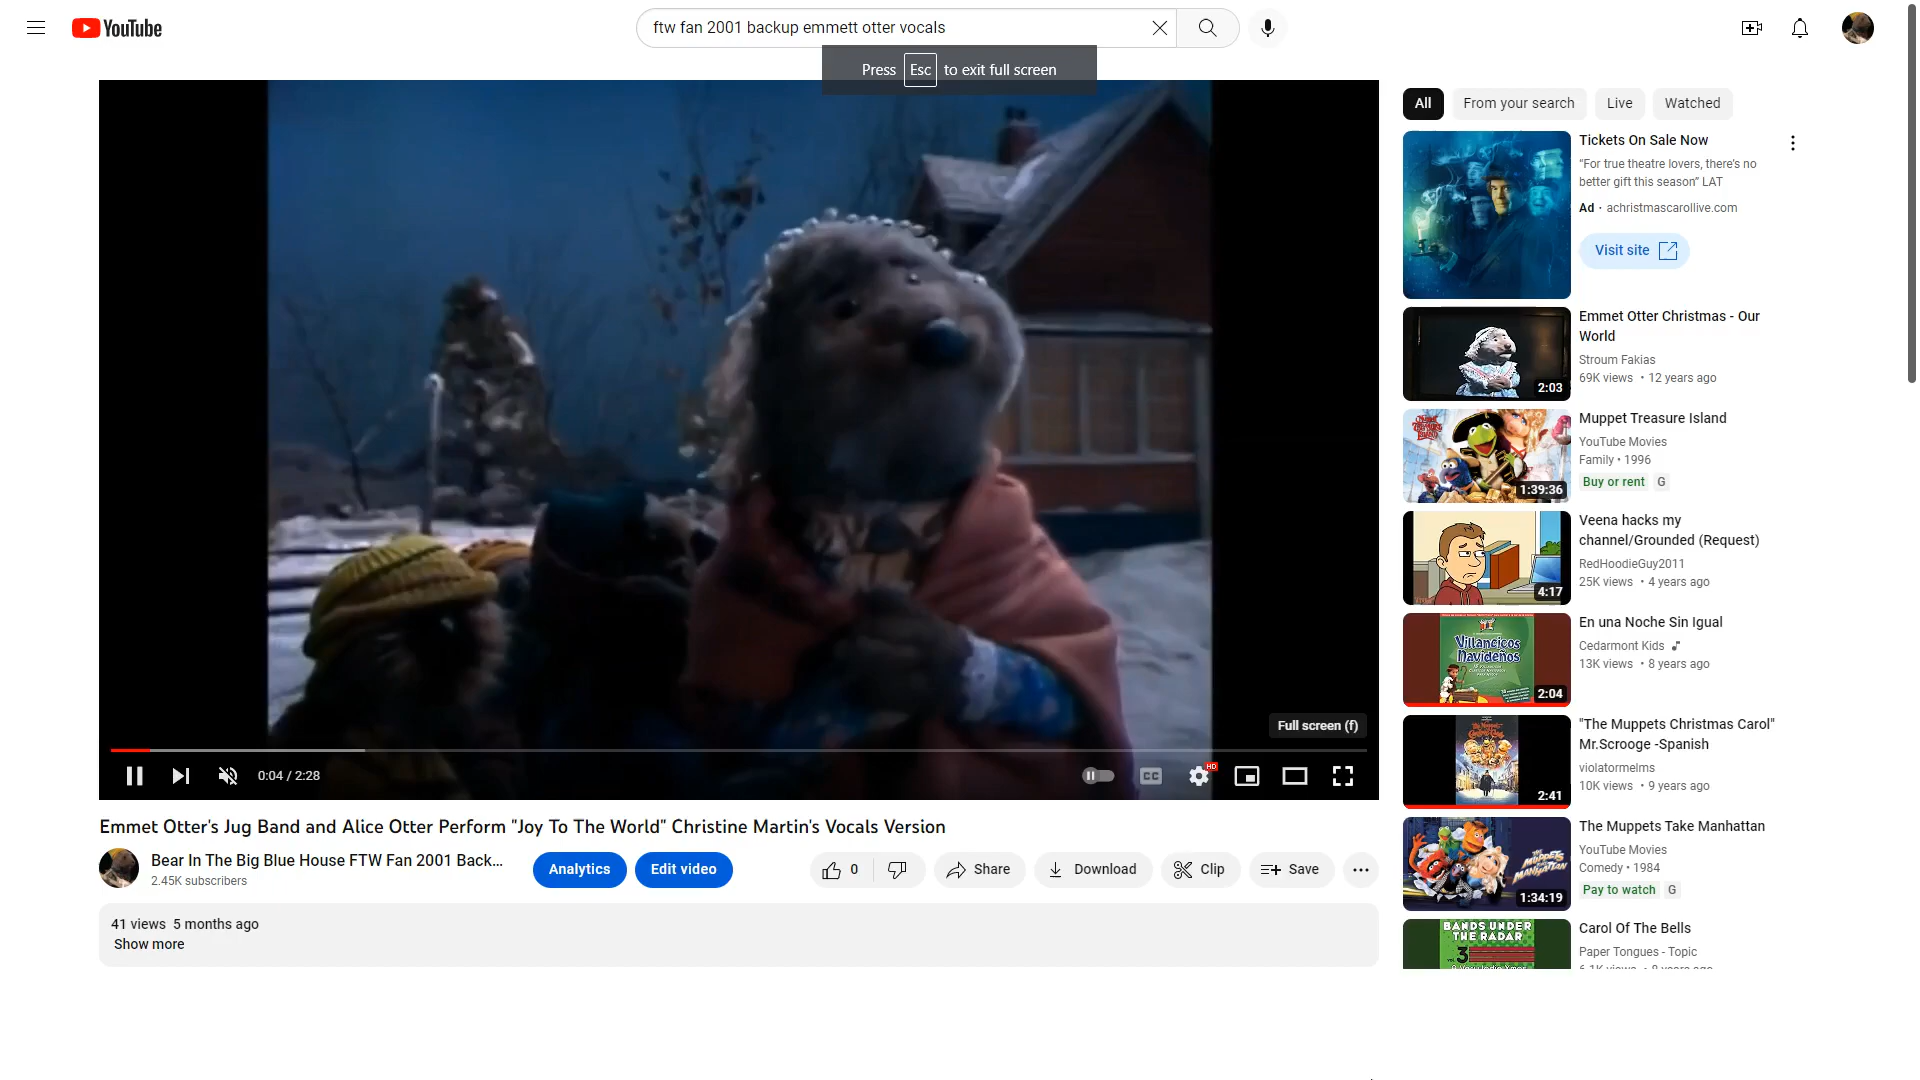 YouTube
ftw fan 2001 backup emmett otter vocals
Press Esc to exit full screen
Full screen (f)
0:04 / 2:28
CC
HD
Emmet Otter's Jug Band and Alice Otter Perform "Joy To The World" Christine Martin's Vocals Version
Bear In The Big Blue House FTW Fan 2001 Back...
2.45K subscribers
Analytics
Edit video
0
Share
Download
Clip
Save
41 views 5 months ago
Show more
All
From your search
Live
Watched
Tickets On Sale Now
“For true theatre lovers, there's no
better gift this season” LAT
Ad · achristmascarollive.com
Visit site
2:03
Emmet Otter Christmas - Our
World
Stroum Fakias
69K views • 12 years ago
1:39:36
Muppet Treasure Island
YouTube Movies
Family • 1996
Buy or rent G
4:17
Veena hacks my
channel/Grounded (Request)
RedHoodieGuy2011
25K views • 4 years ago
Villancicos
Navideños
2:04
En una Noche Sin Igual
Cedarmont Kids
13K views • 8 years ago
2:41
"The Muppets Christmas Carol"
Mr.Scrooge -Spanish
violatormelms
10K views • 9 years ago
THE MUPPETS TAKE MANHATTAN
1:34:19
The Muppets Take Manhattan
YouTube Movies
Comedy • 1984
Pay to watch G
BANDS UNDER
THE RADAR
3
Carol Of The Bells
Paper Tongues - Topic